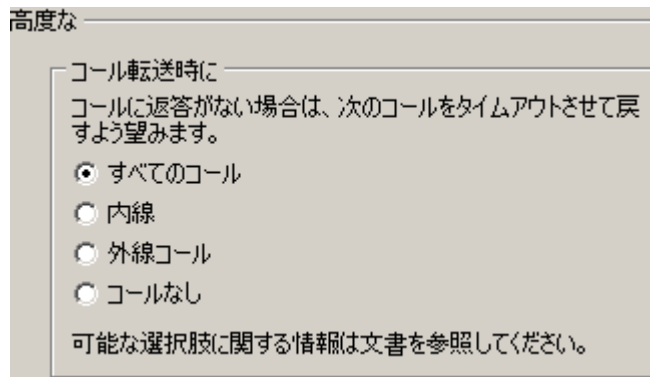 高度な
コール転送時に
コールに返答がない場合は、次のコールをタイムアウトさせて戻
すよう望みます。
すべてのコール
内線
外線コール
コールなし
可能な選択肢に関する情報は文書を参照してください。